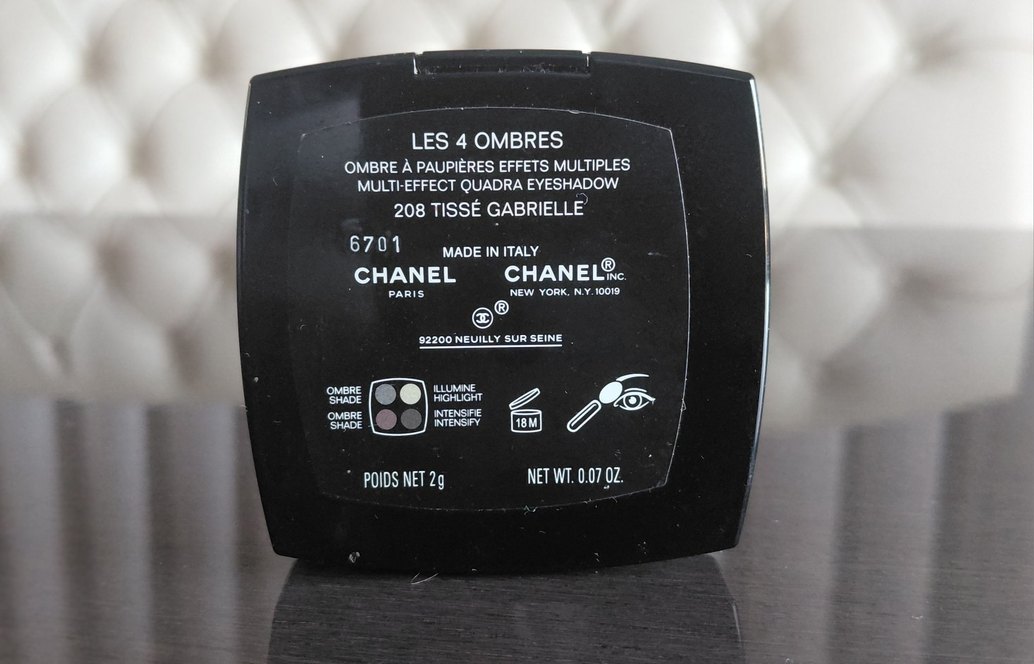 LES 4 OMBRES
OMBRE À PAUPIÈRES EFFETS MULTIPLES
MULTI-EFFECT QUADRA EYESHADOW
208 TISSÉ GABRIELLE
6701
MADE IN ITALY
CHANEL
PARIS
CHANEL® INC.
NEW YORK, N.Y. 10019
®
92200 NEUILLY SUR SEINE
OMBRE
SHADE
ILLUMINE
HIGHLIGHT
OMBRE
SHADE
INTENSIFIE
INTENSIFY
18 M
POIDS NET 2g
NET WT. 0.07 OZ.